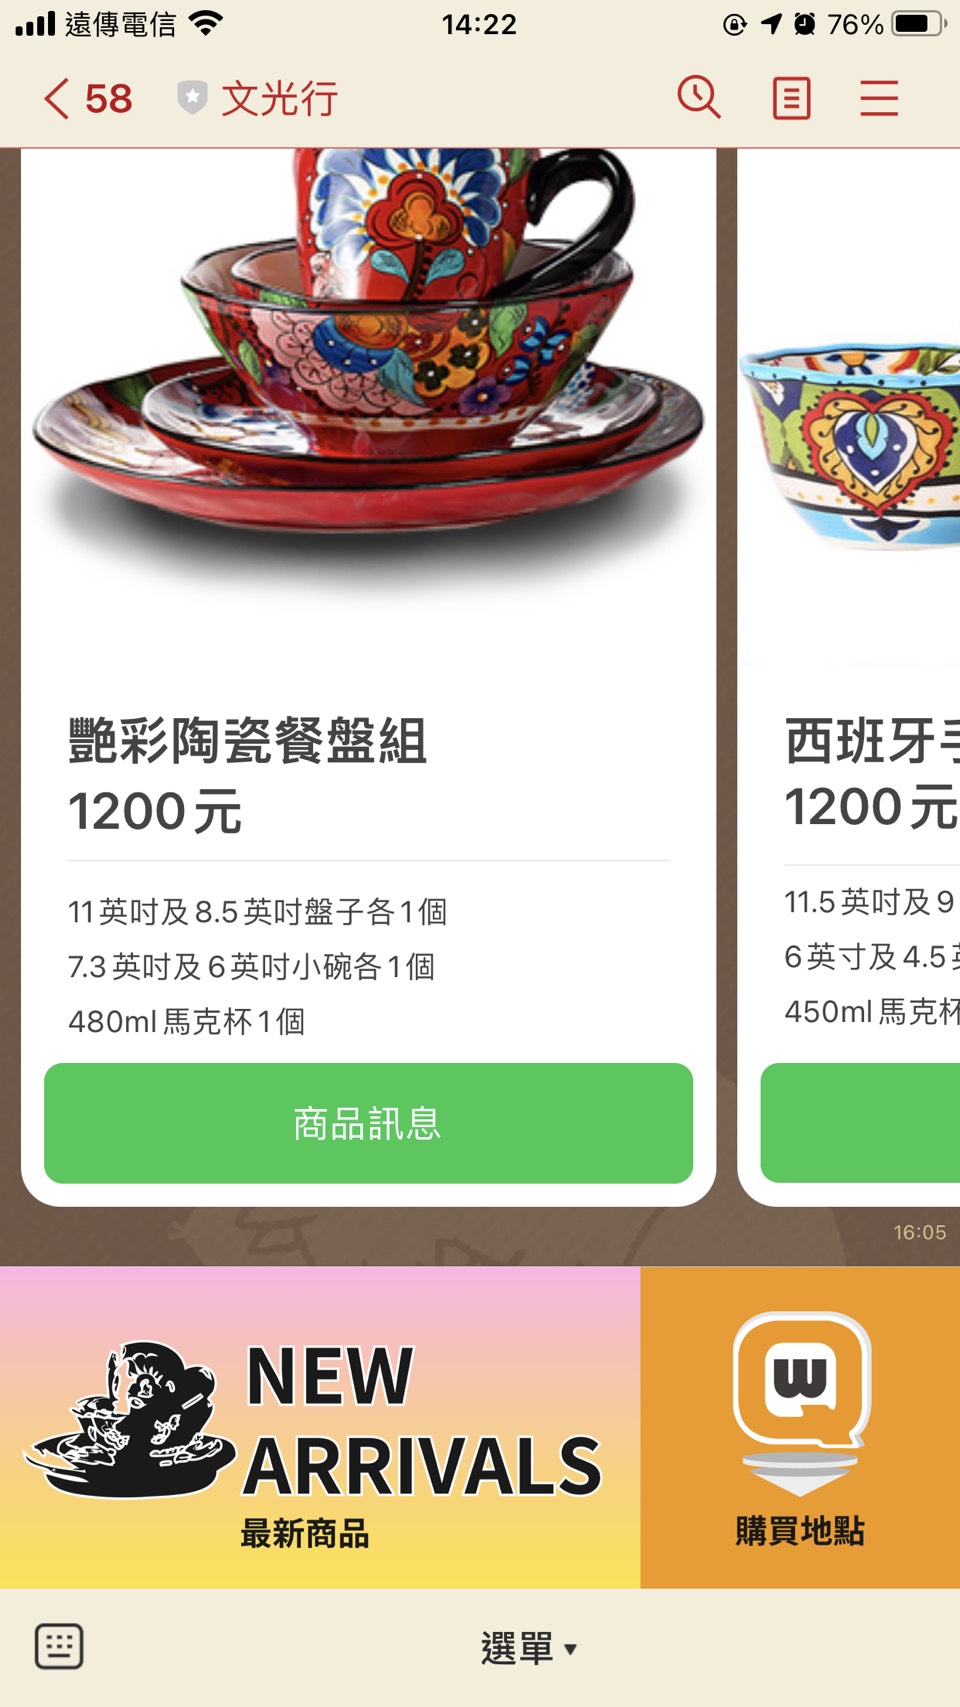 遠傳電信 14:22 76%
58 文光行
艷彩陶瓷餐盤組
1200元
11英吋及8.5英吋盤子各1個
7.3英吋及6英吋小碗各1個
480ml馬克杯1個
商品訊息
西班牙手
1200元
11.5英吋及9
6英寸及4.5英
450ml馬克杯
16:05
NEW
ARRIVALS
最新商品
W
購買地點
選單▼